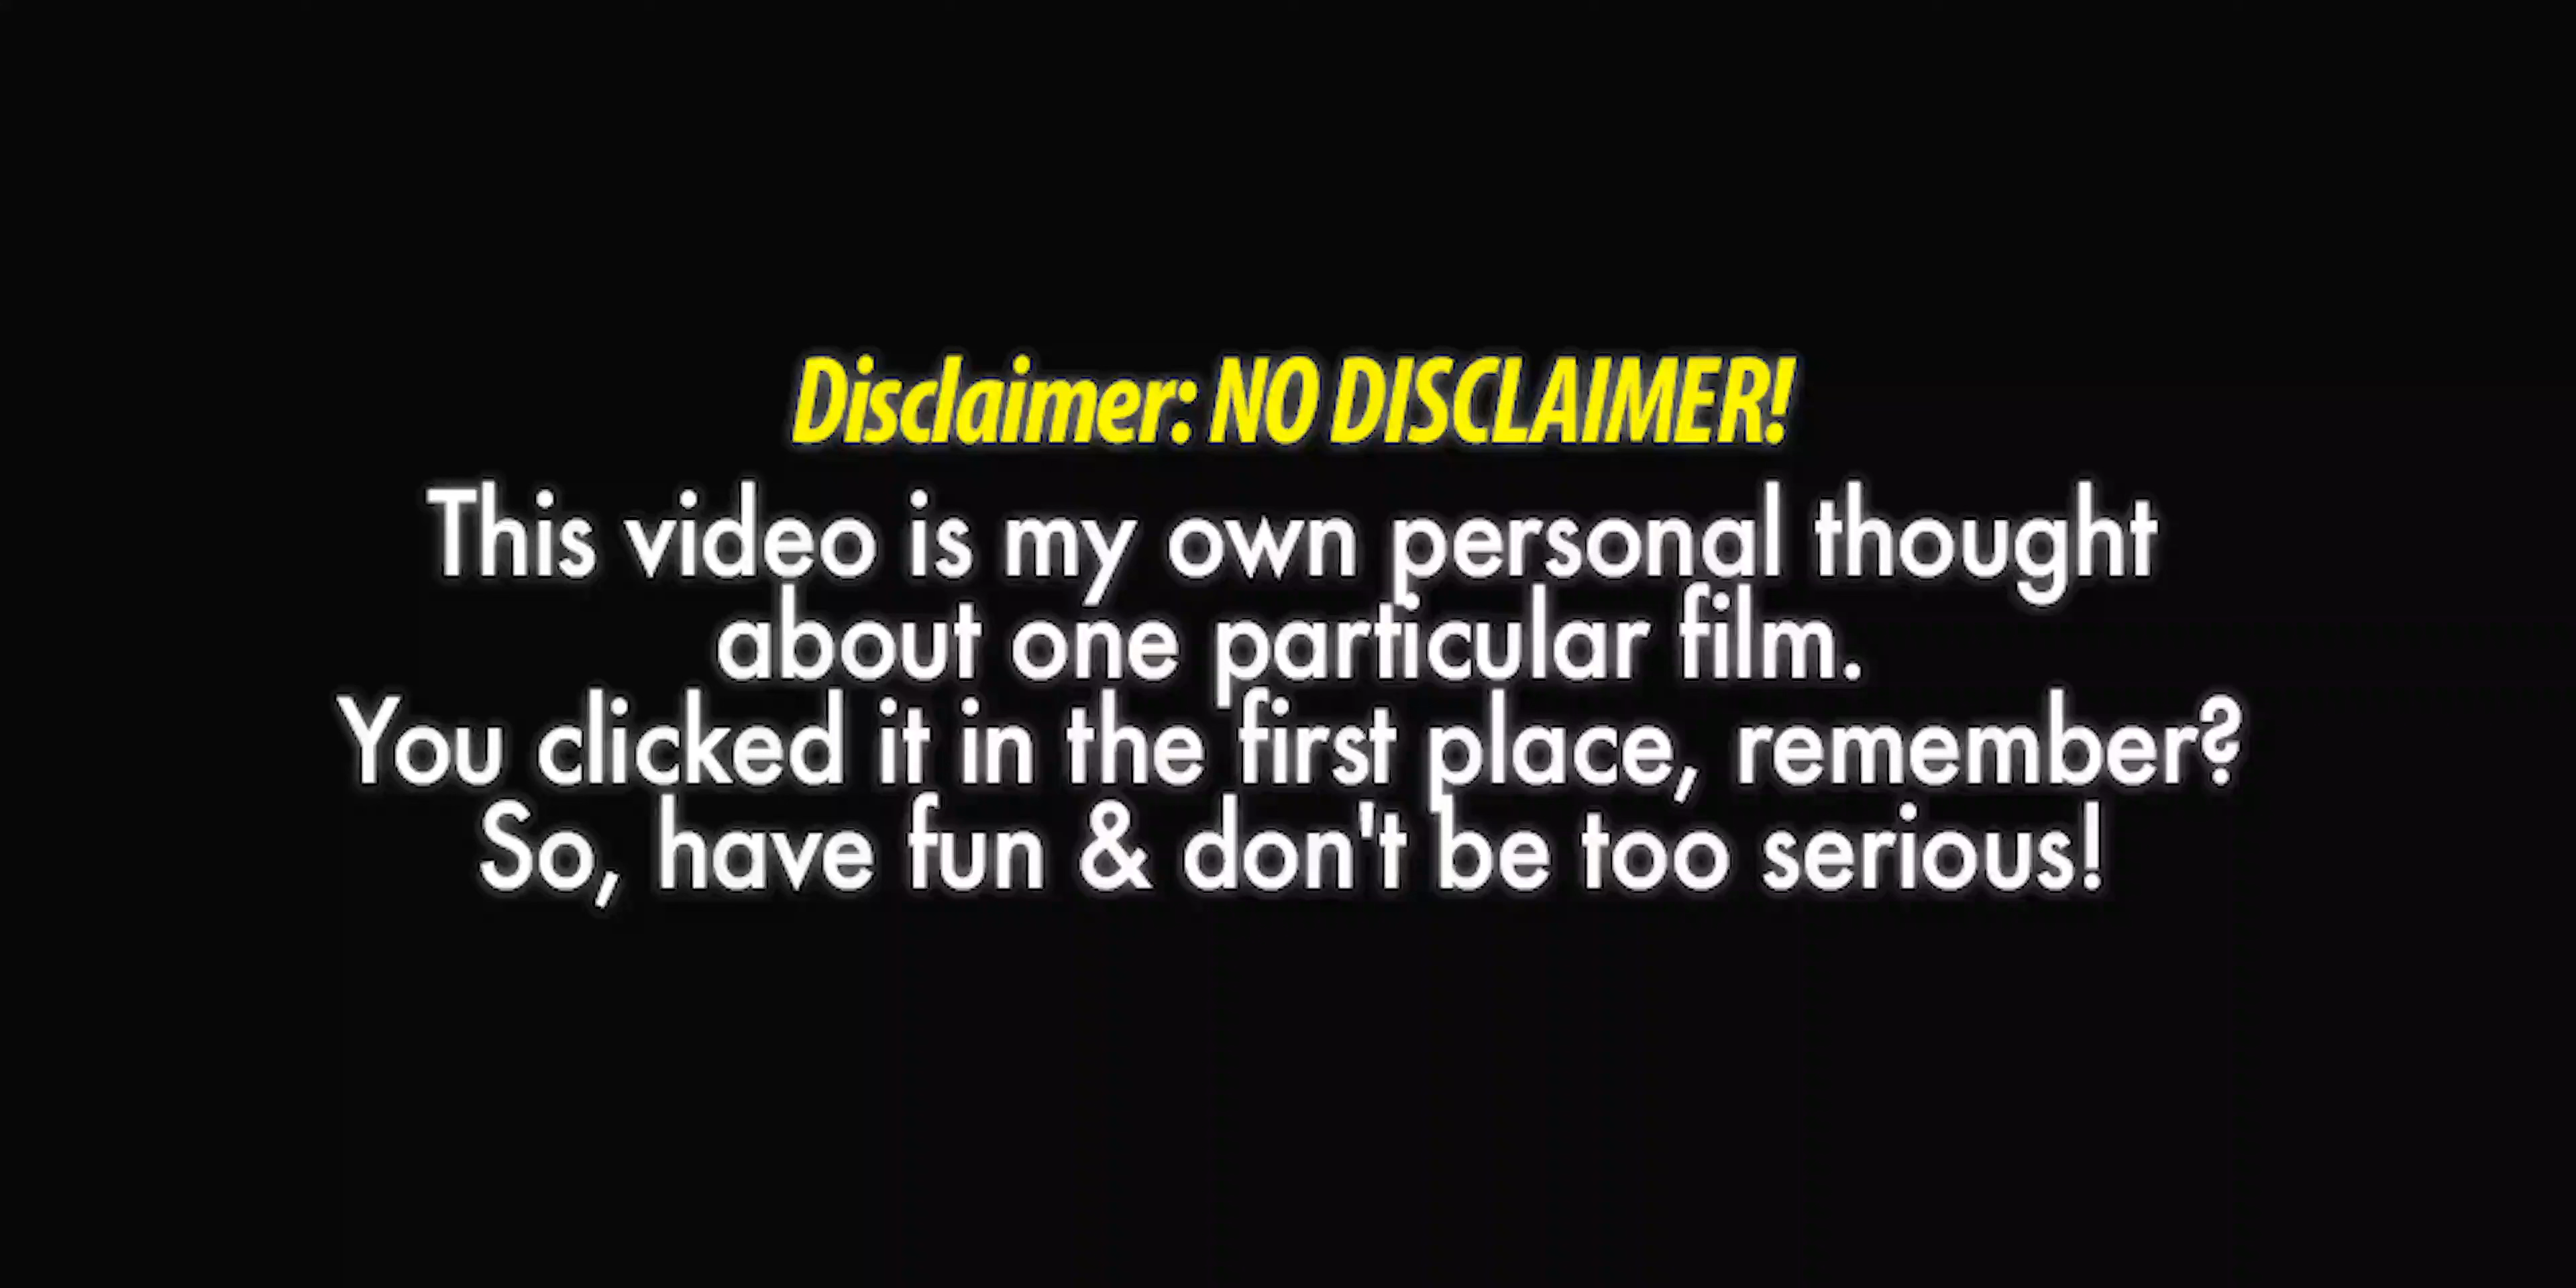 Disclaimer: NO DISCLAIMER!
This video is my own personal thought
about one particular film.
You clicked it in the first place, remember?
So, have fun & don't be too serious!